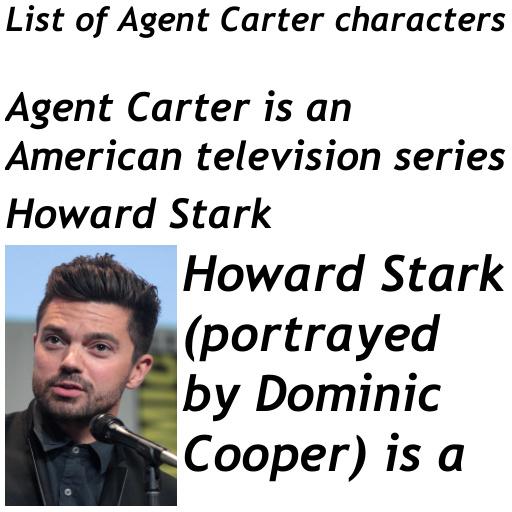 List of Agent Carter characters
Agent Carter is an
American television series
Howard Stark
Howard Stark
(portrayed
by Dominic
Cooper) is a